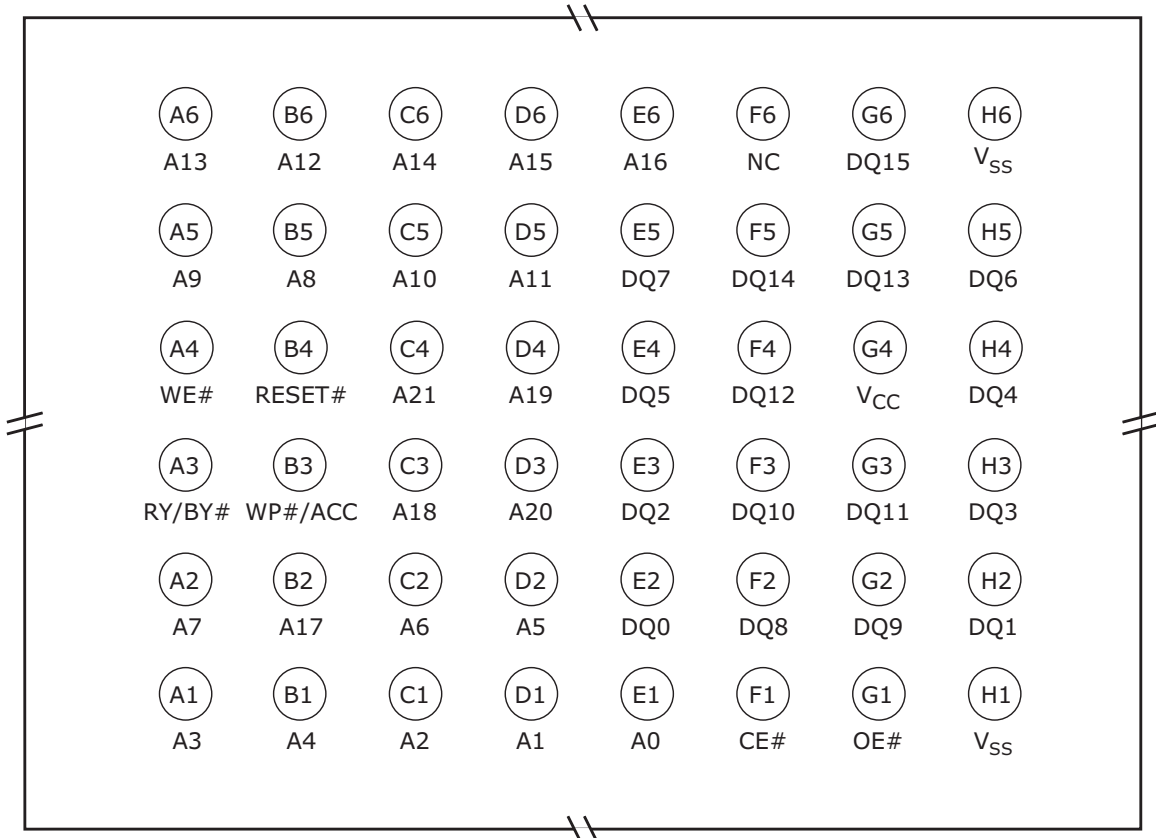 A6 B6 C6 D6 E6 F6 G6 H6
A13 A12 A14 A15 A16 NC DQ15 VSS
A5 B5 C5 D5 E5 F5 G5 H5
A9 A8 A10 A11 DQ7 DQ14 DQ13 DQ6
A4 B4 C4 D4 E4 F4 G4 H4
WE# RESET# A21 A19 DQ5 DQ12 VCC DQ4
A3 B3 C3 D3 E3 F3 G3 H3
RY/BY# WP#/ACC A18 A20 DQ2 DQ10 DQ11 DQ3
A2 B2 C2 D2 E2 F2 G2 H2
A7 A17 A6 A5 DQ0 DQ8 DQ9 DQ1
A1 B1 C1 D1 E1 F1 G1 H1
A3 A4 A2 A1 A0 CE# OE# VSS